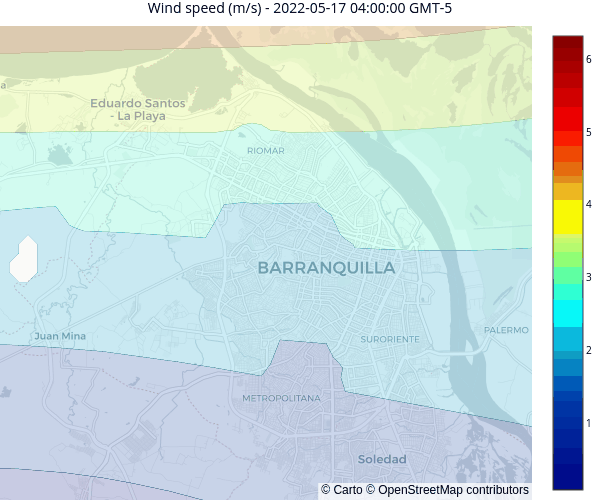 Wind speed (m/s) - 2022-05-17 04:00:00 GMT-5
a
Eduardo Santos
- La Playa
RIOMAR
BARRANQUILLA
Juan Mina
SURORIENTE
PALERMO
METROPOLITANA
Soledad
© Carto © OpenStreetMap contributors
6
5
4
3
2
1